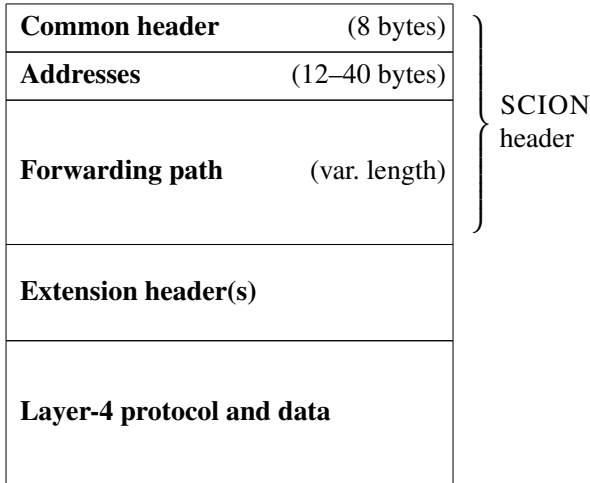 Common header (8 bytes)
Addresses (12–40 bytes)
SCION
header
Forwarding path (var. length)
Extension header(s)
Layer-4 protocol and data